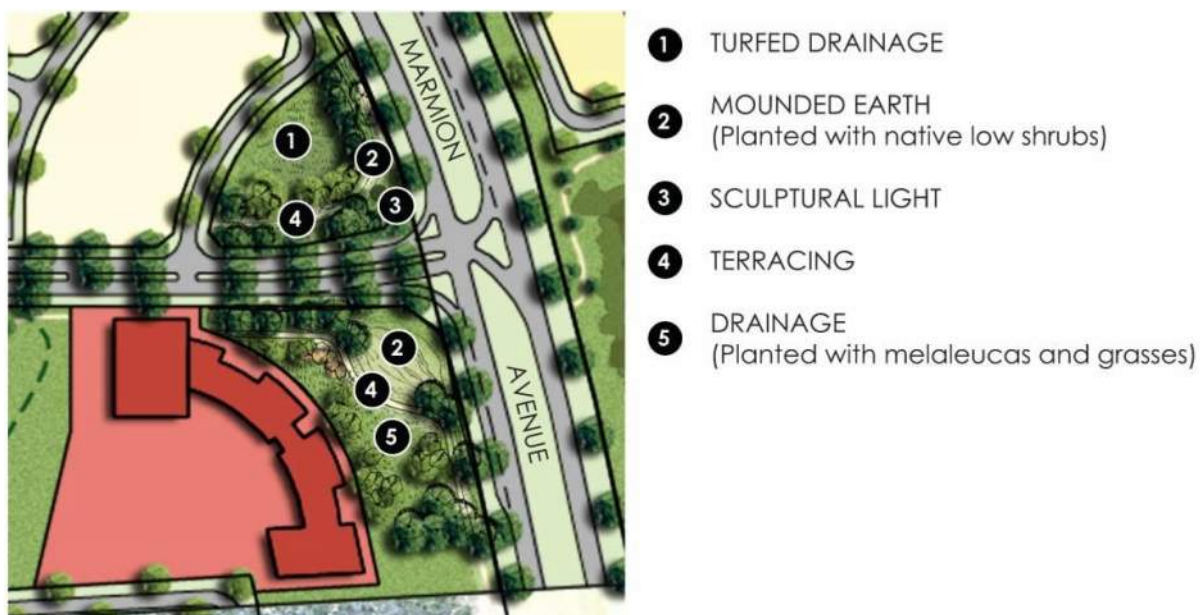 MARMION
AVENUE
1
2
3
4
2
4
5
1 TURFED DRAINAGE
2 MOUNDED EARTH
(Planted with native low shrubs)
3 SCULPTURAL LIGHT
4 TERRACING
5 DRAINAGE
(Planted with melaleucas and grasses)